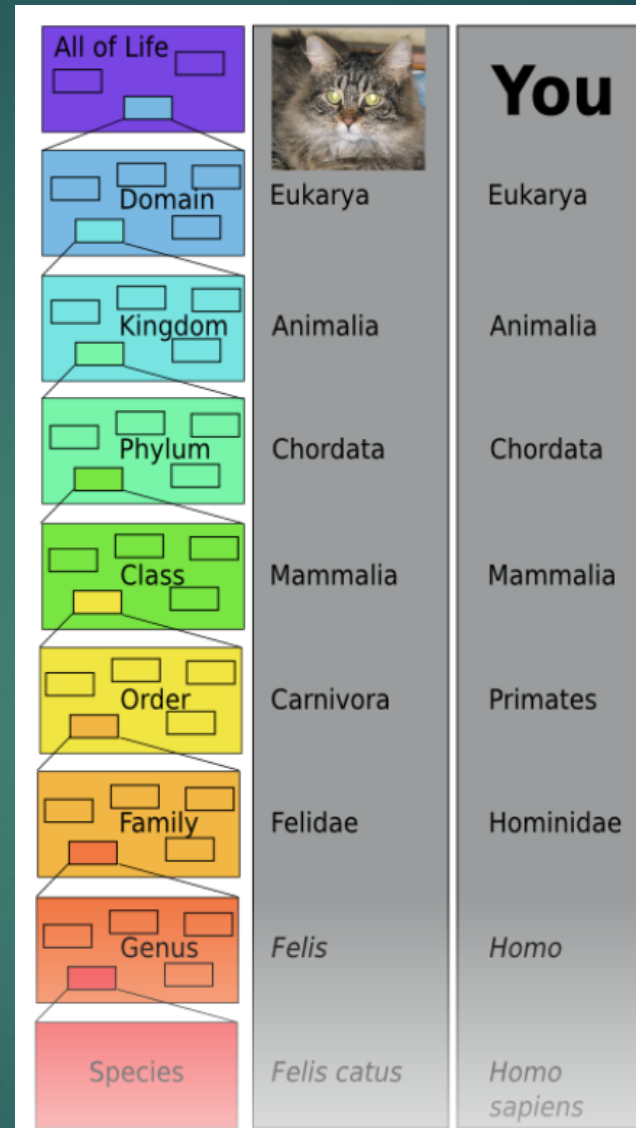 All of Life
You
Domain Eukarya Eukarya
Kingdom Animalia Animalia
Phylum Chordata Chordata
Class Mammalia Mammalia
Order Carnivora Primates
Family Felidae Hominidae
Genus Felis Homo
Species Felis catus Homo
sapiens